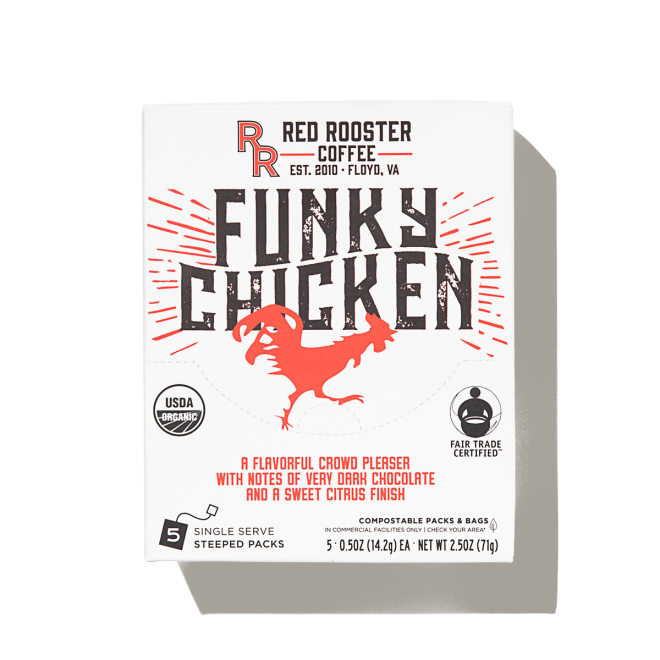 RR RED ROOSTER
COFFEE
EST. 2010 · FLOYD, VA
FUNKY
CHICKEN
USDA
ORGANIC
FAIR TRADE
CERTIFIED™
A FLAVORFUL CROWD PLEASER
WITH NOTES OF VERY DARK CHOCOLATE
AND A SWEET CITRUS FINISH
5 SINGLE SERVE
STEEPED PACKS
COMPOSTABLE PACKS & BAGS
IN COMMERCIAL FACILITIES ONLY | CHECK YOUR AREA*
5 · 0.5OZ (14.2g) EA · NET WT 2.5OZ (71g)